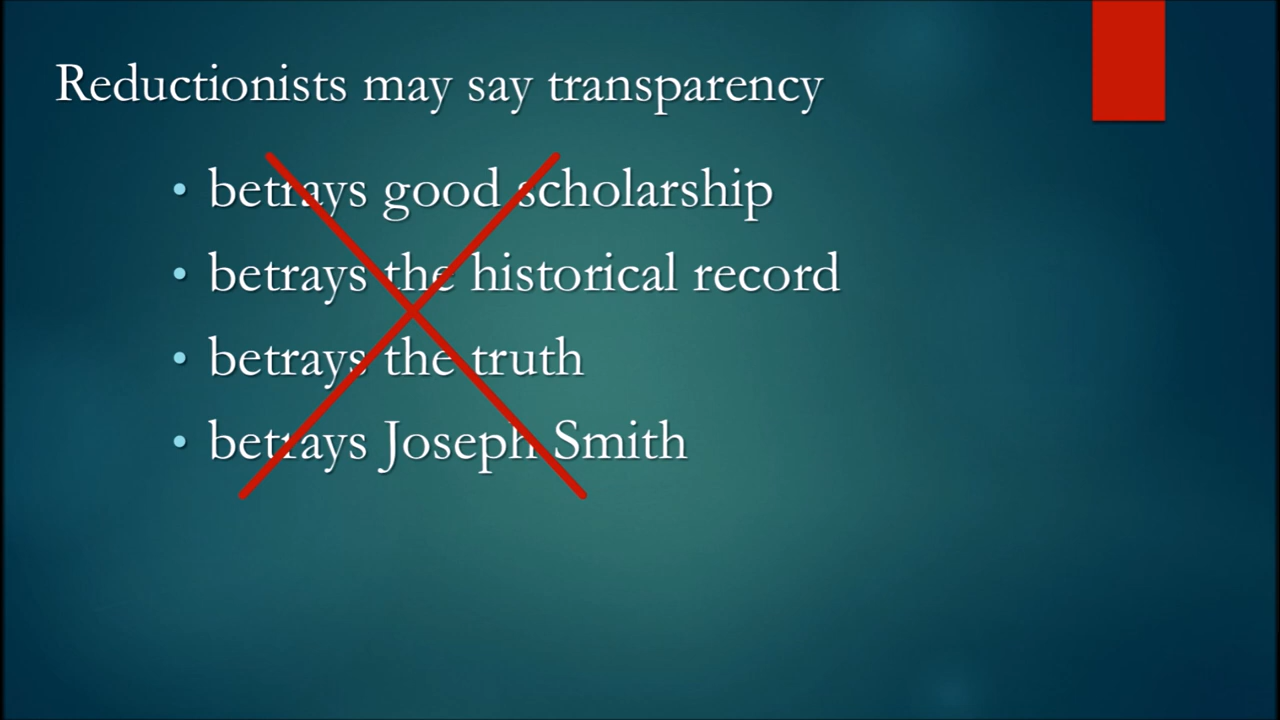 Reductionists may say transparency
• betrays good scholarship
• betrays the historical record
• betrays the truth
• betrays Joseph Smith